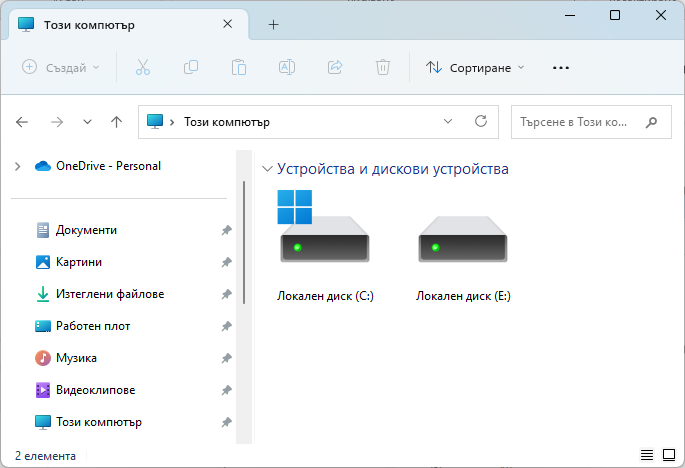 Този компютър
Създай
Сортиране
Този компютър
Търсене в Този ко...
OneDrive - Personal
Документи
Картини
Изтеглени файлове
Работен плот
Музика
Видеоклипове
Този компютър
Устройства и дискови устройства
Локален диск (C:)
Локален диск (E:)
2 елемента